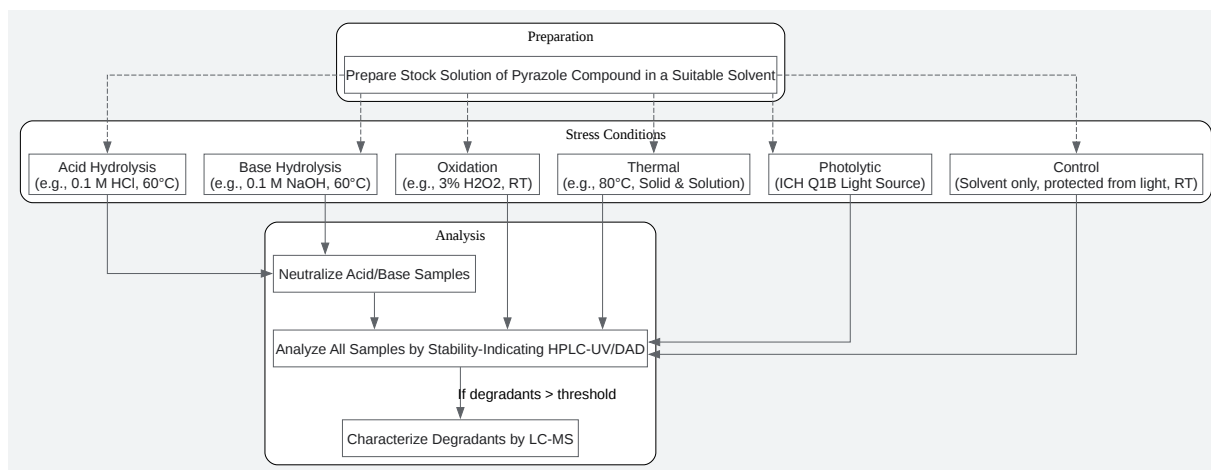 Preparation
Prepare Stock Solution of Pyrazole Compound in a Suitable Solvent
Stress Conditions
Acid Hydrolysis
(e.g., 0.1 M HCl, 60°C)
Base Hydrolysis
(e.g., 0.1 M NaOH, 60°C)
Oxidation
(e.g., 3% H2O2, RT)
Thermal
(e.g., 80°C, Solid & Solution)
Photolytic
(ICH Q1B Light Source)
Control
(Solvent only, protected from light, RT)
Analysis
Neutralize Acid/Base Samples
Analyze All Samples by Stability-Indicating HPLC-UV/DAD
If degradants > threshold
Characterize Degradants by LC-MS